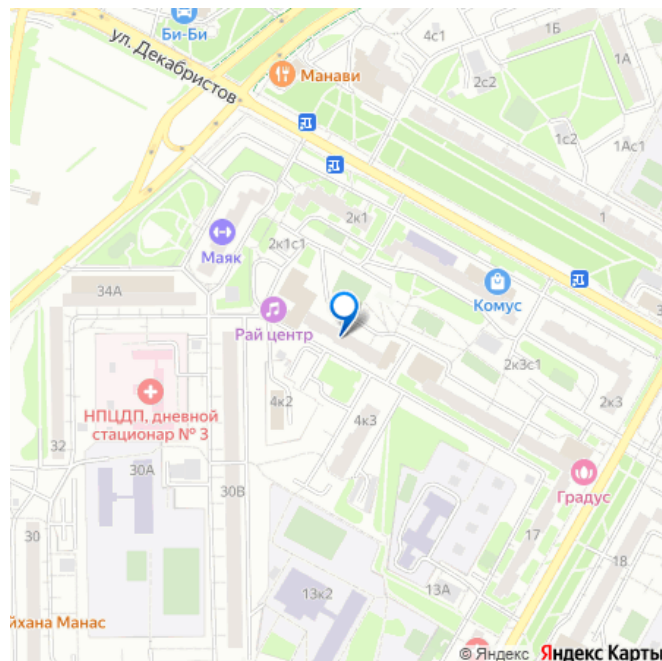 Би-Би
ул. Декабристов
4с1
1Б
1А
Манави
2с2
1с2
1Ас1
2к1
1
Маяк
2к1с1
34А
Комус
Рай центр
2к3с1
4к2
4к3
2к3
НПЦДП, дневной
стационар № 3
32
30А
30В
Градус
30
17
18
13к2
13А
йхана Манас
© Яндекс Яндекс Карты